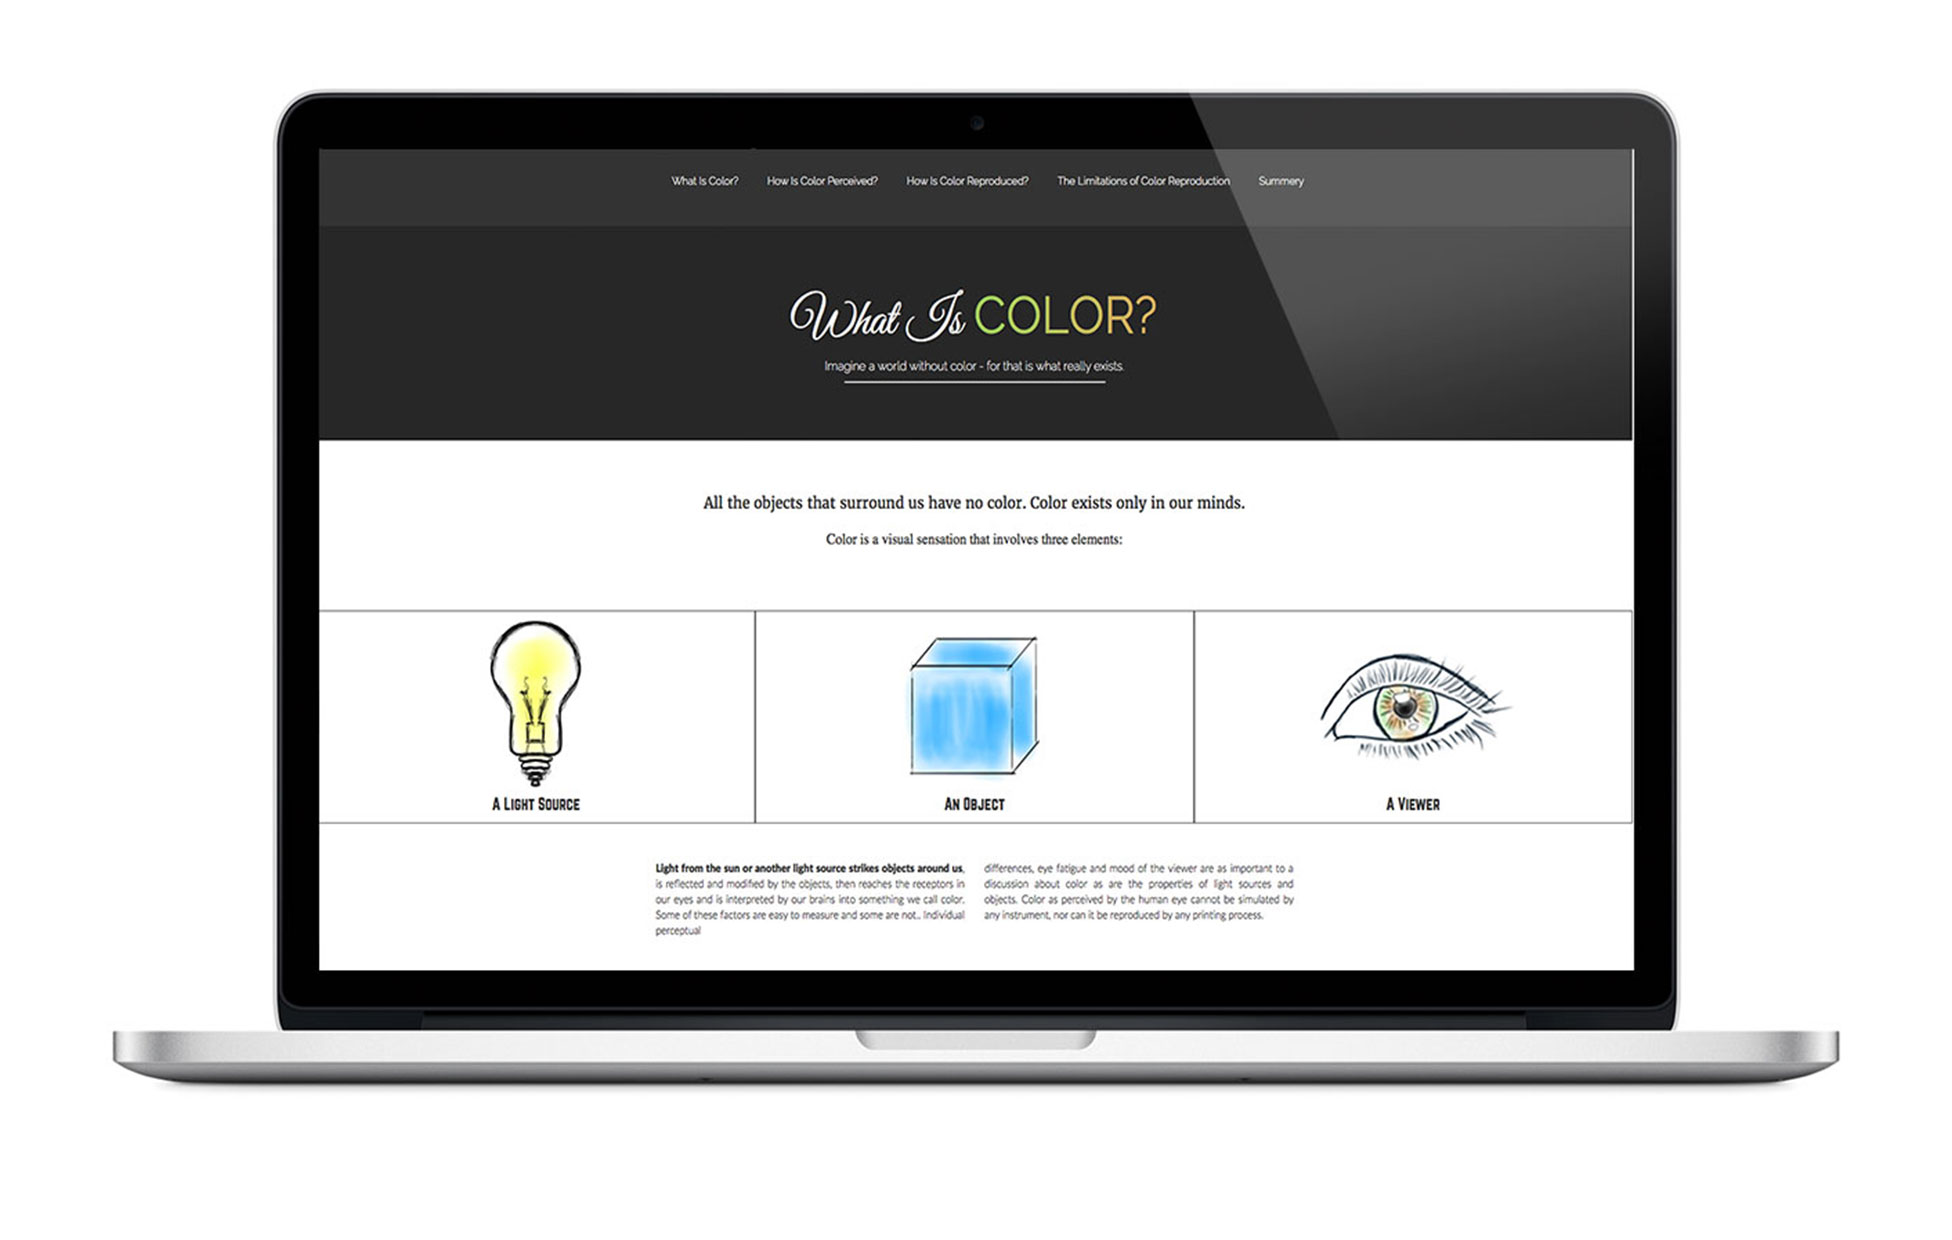 What Is Color? How Is Color Perceived? How Is Color Reproduced? The Limitations of Color Reproduction Summery
What Is COLOR?
Imagine a world without color - for that is what really exists.
All the objects that surround us have no color. Color exists only in our minds.
Color is a visual sensation that involves three elements:
A Light Source
An Object
A Viewer
Light from the sun or another light source strikes objects around us,
is reflected and modified by the objects, then reaches the receptors in
our eyes and is interpreted by our brains into something we call color.
Some of these factors are easy to measure and some are not.. Individual
perceptual
differences, eye fatigue and mood of the viewer are as important to a
discussion about color as are the properties of light sources and
objects. Color as perceived by the human eye cannot be simulated by
any instrument, nor can it be reproduced by any printing process.